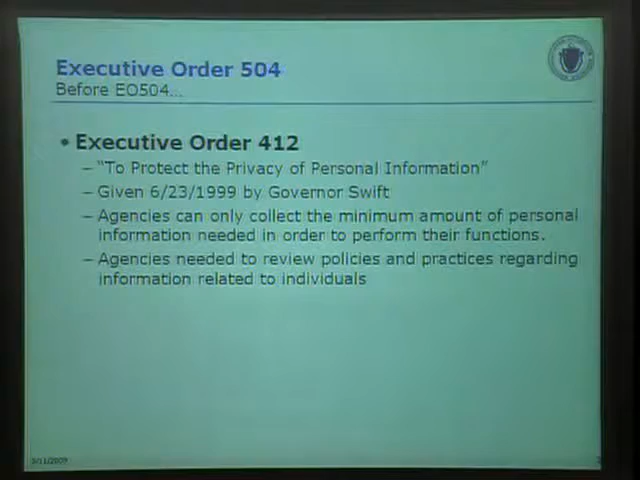 Executive Order 504
Before EO504...
• Executive Order 412
– "To Protect the Privacy of Personal Information"
– Given 6/23/1999 by Governor Swift
– Agencies can only collect the minimum amount of personal
information needed in order to perform their functions.
– Agencies needed to review policies and practices regarding
information related to individuals